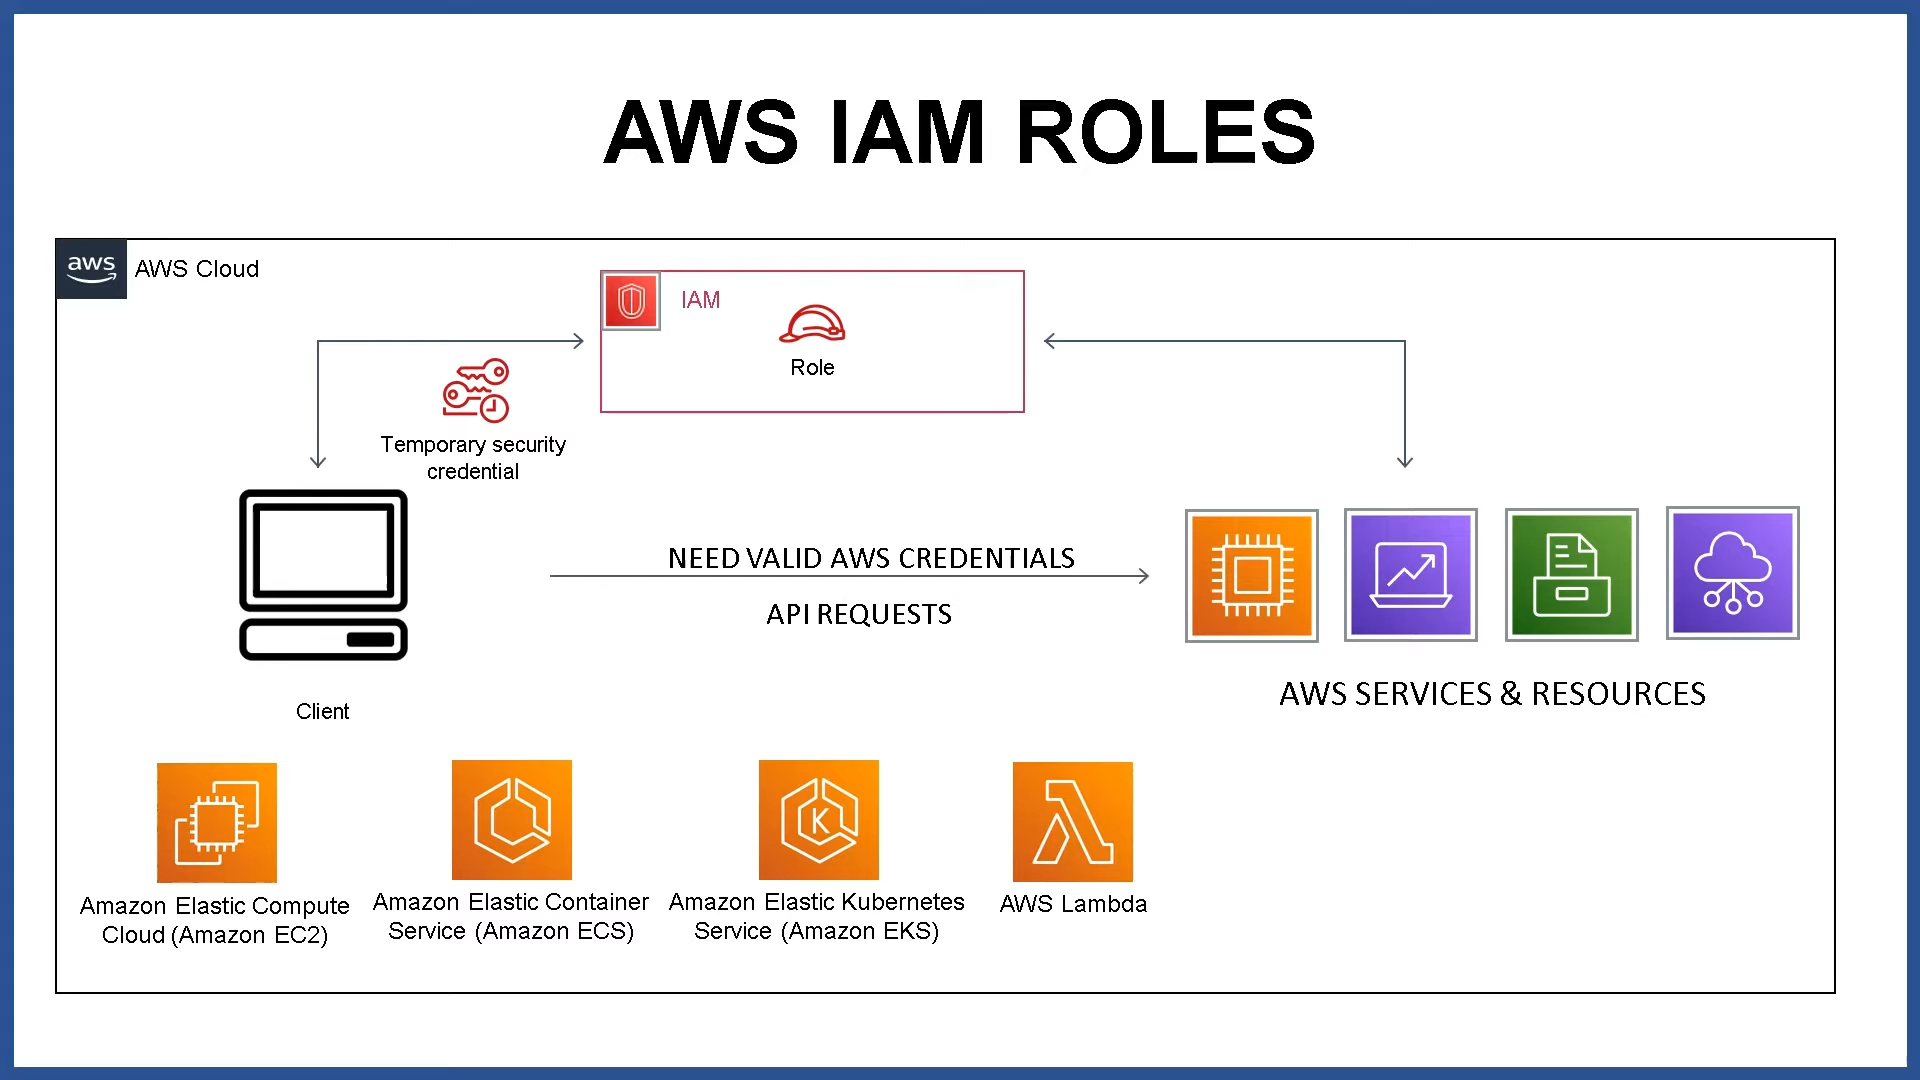 AWS IAM ROLES
aws
AWS Cloud
IAM
Role
Temporary security
credential
NEED VALID AWS CREDENTIALS
API REQUESTS
Client
AWS SERVICES & RESOURCES
K
Amazon Elastic Compute
Cloud (Amazon EC2)
Amazon Elastic Container
Service (Amazon ECS)
Amazon Elastic Kubernetes
Service (Amazon EKS)
AWS Lambda